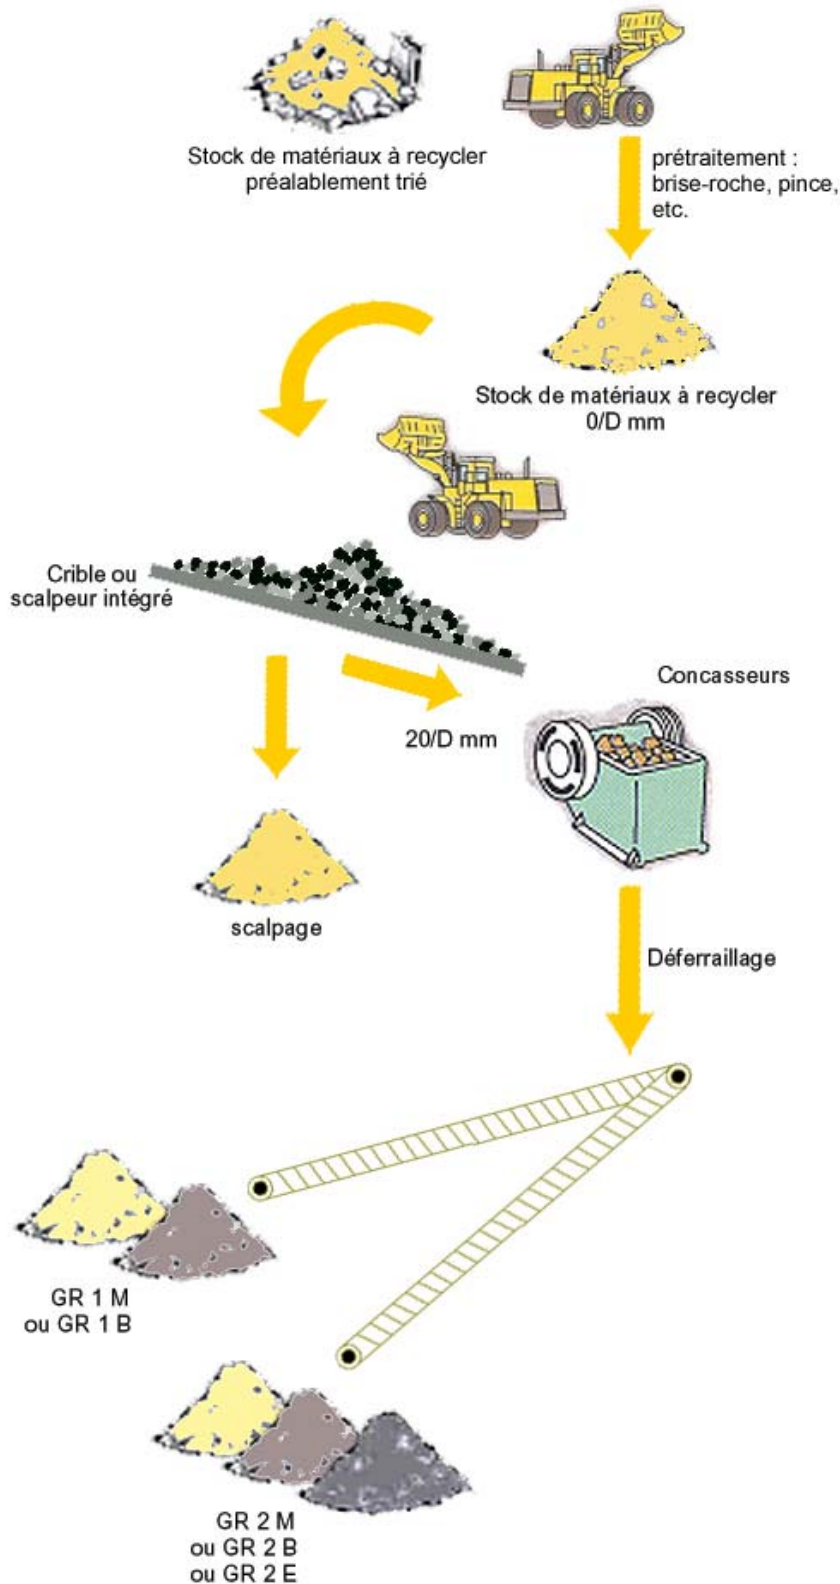 Stock de matériaux à recycler
préalablement trié
prétraitement :
brise-roche, pince,
etc.
Stock de matériaux à recycler
0/D mm
Crible ou
scalpeur intégré
Concasseurs
20/D mm
scalpage
Déferraillage
GR 1 M
ou GR 1 B
GR 2 M
ou GR 2 B
ou GR 2 E